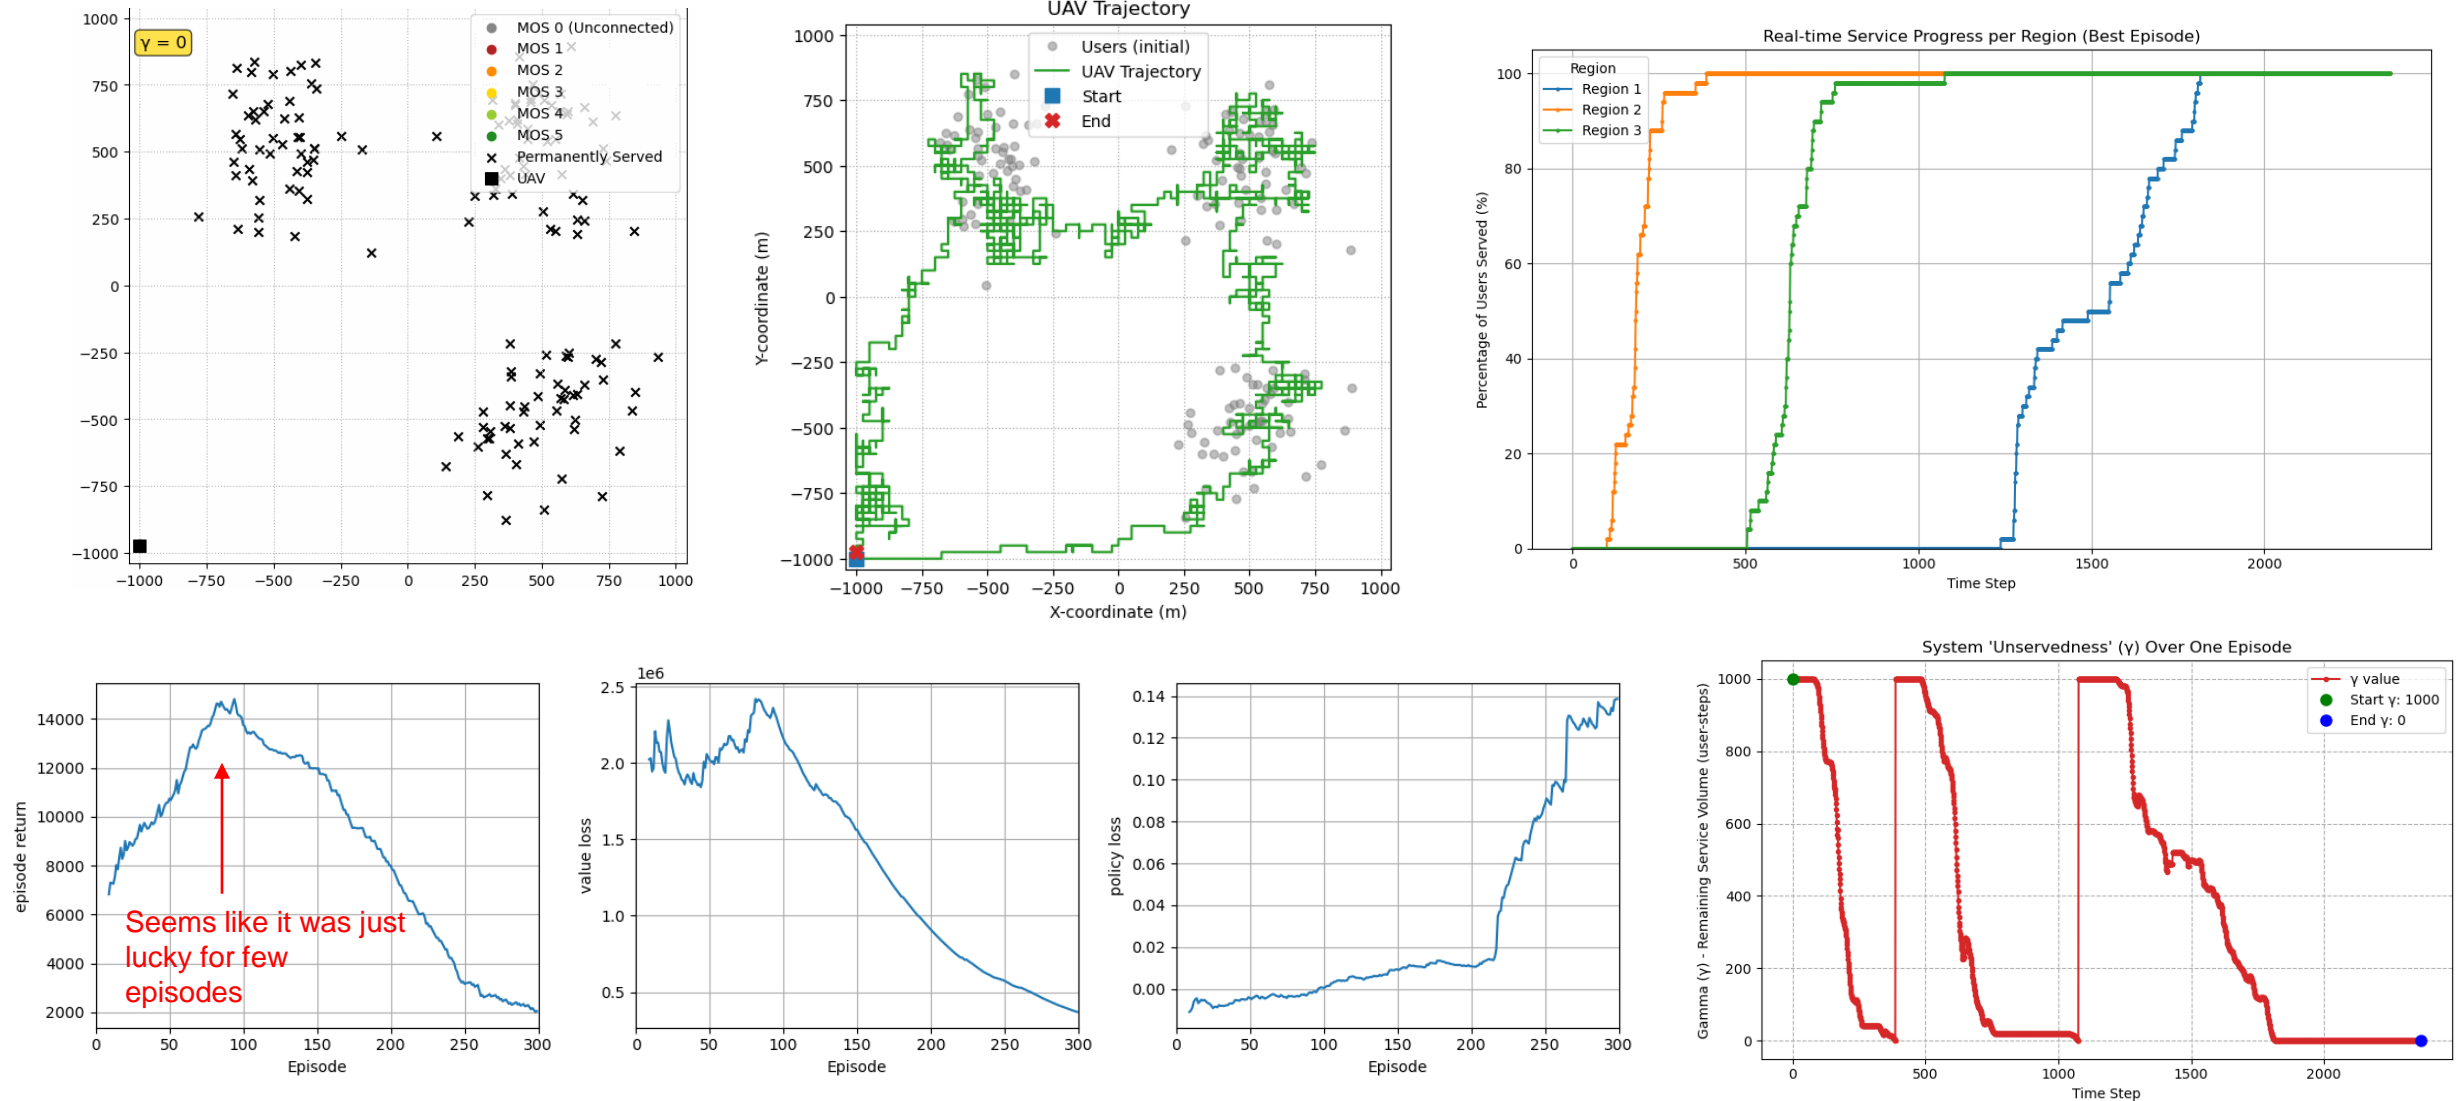 γ = 0
MOS 0 (Unconnected)
MOS 1
MOS 2
MOS 3
MOS 4
MOS 5
Permanently Served
UAV
1000
750
500
250
0
−250
−500
−750
−1000
−1000
−750
−500
−250
0
250
500
750
1000
UAV Trajectory
Users (initial)
UAV Trajectory
Start
End
Y-coordinate (m)
1000
750
500
250
0
−250
−500
−750
−1000
−1000
−750
−500
−250
0
250
500
750
1000
X-coordinate (m)
Real-time Service Progress per Region (Best Episode)
Region
Region 1
Region 2
Region 3
Percentage of Users Served (%)
100
80
60
40
20
0
0
500
1000
1500
2000
Time Step
episode return
14000
12000
10000
8000
6000
4000
2000
Seems like it was just
lucky for few
episodes
0
50
100
150
200
250
300
Episode
1e6
value loss
2.5
2.0
1.5
1.0
0.5
0
50
100
150
200
250
300
Episode
policy loss
0.14
0.12
0.10
0.08
0.06
0.04
0.02
0.00
0
50
100
150
200
250
300
Episode
System 'Unservedness' (γ) Over One Episode
γ value
Start γ: 1000
End γ: 0
Gamma (γ) - Remaining Service Volume (user-steps)
1000
800
600
400
200
0
0
500
1000
1500
2000
Time Step